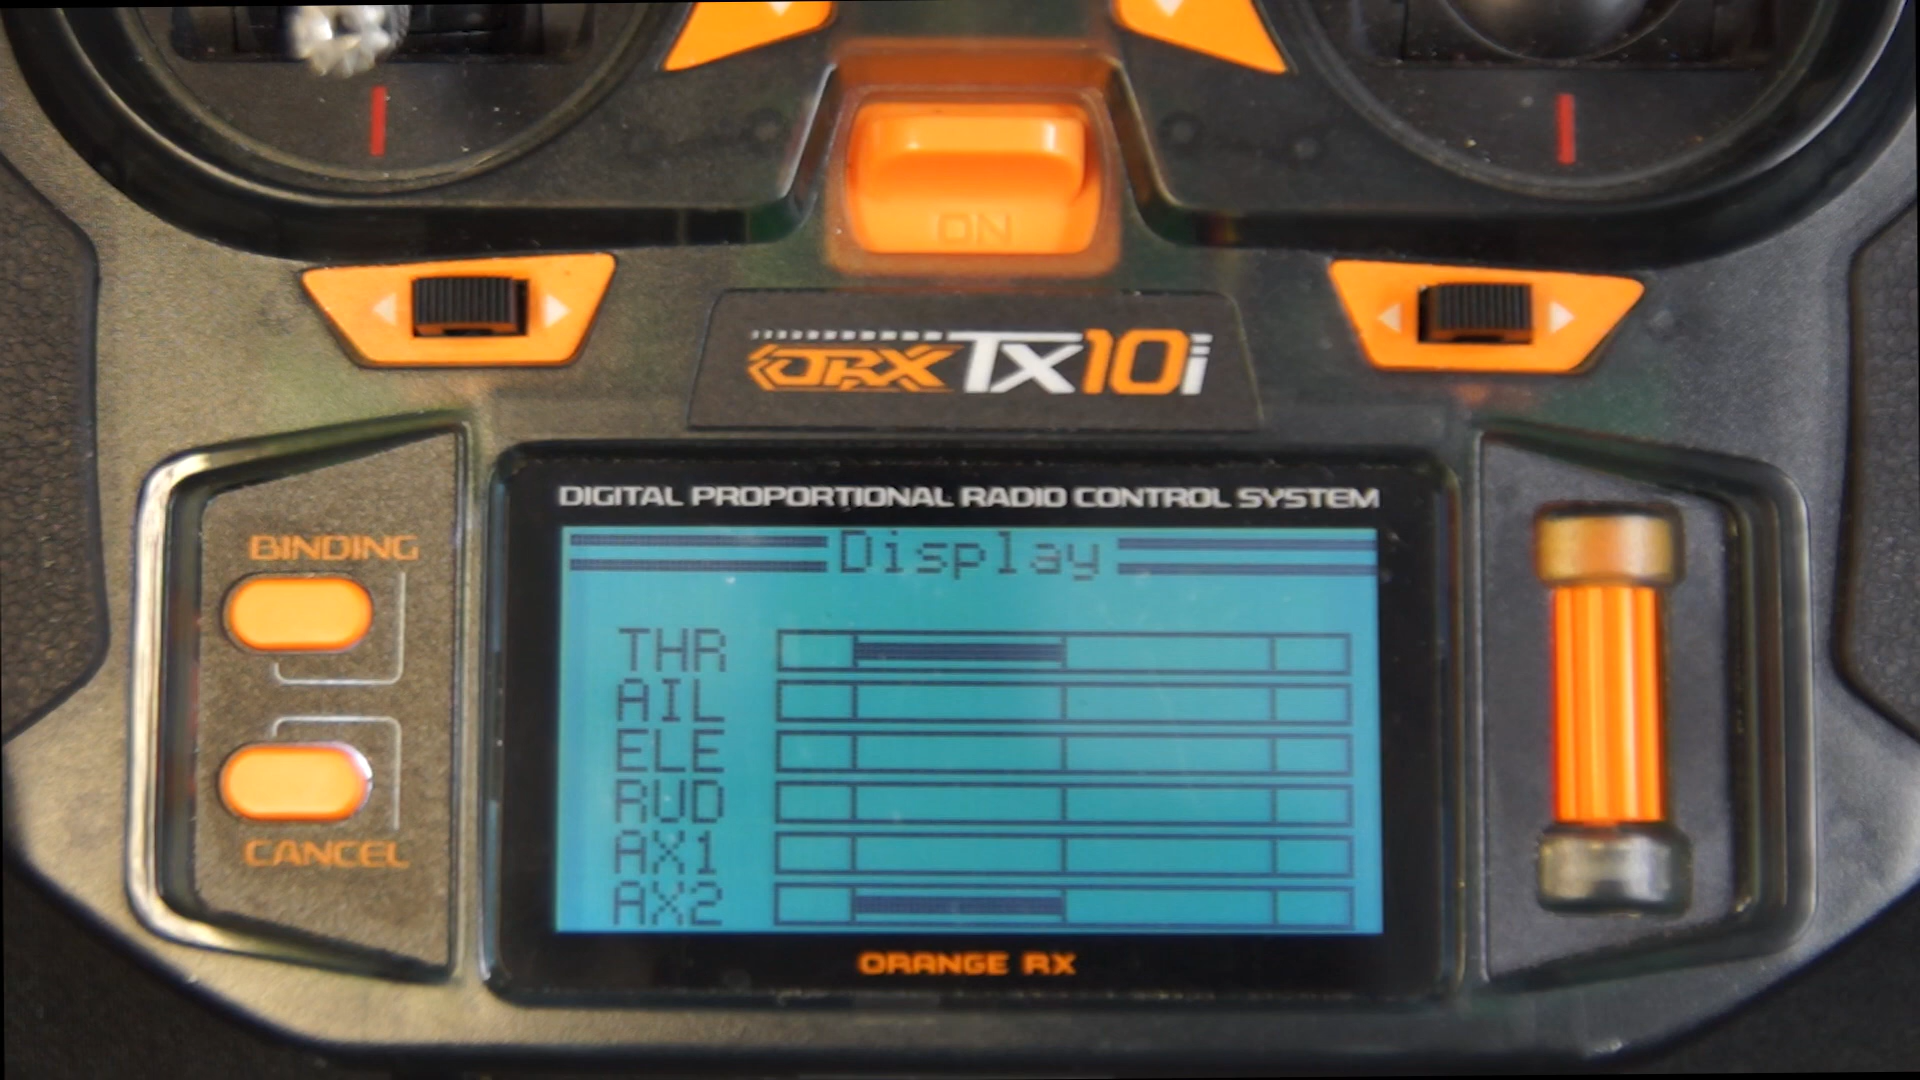 ON
ORX Tx10i
DIGITAL PROPORTIONAL RADIO CONTROL SYSTEM
BINDING
CANCEL
Display
THR
AIL
ELE
RUD
AX1
AX2
ORANGE RX